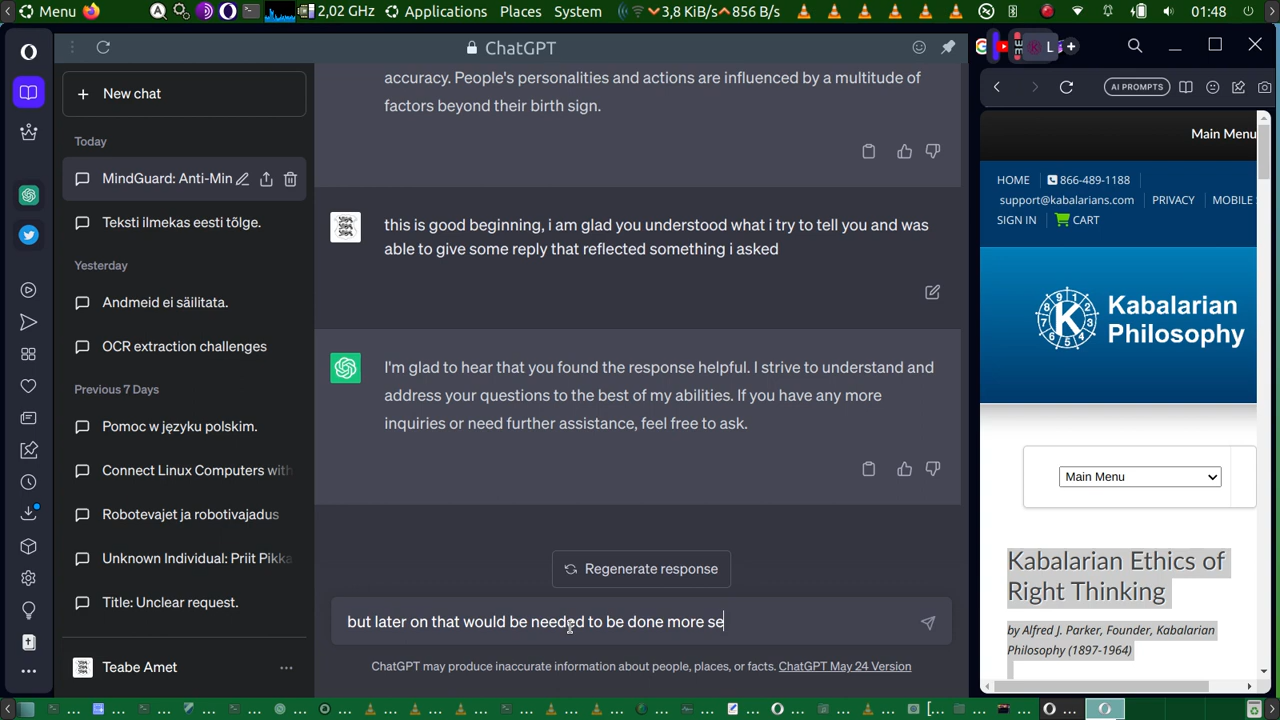 Menu
2,02 GHz
Applications
Places
System
3,8 KiB/s
856 B/s
01:48
ChatGPT
AI PROMPTS
New chat
Today
MindGuard: Anti-Min
Teksti ilmekas eesti tõlge.
Yesterday
Andmeid ei säilitata.
OCR extraction challenges
Previous 7 Days
Pomoc w języku polskim.
Connect Linux Computers with
Robotevajet ja robotivajadus
Unknown Individual: Priit Pikka
Title: Unclear request.
Teabe Amet
accuracy. People's personalities and actions are influenced by a multitude of
factors beyond their birth sign.
this is good beginning, i am glad you understood what i try to tell you and was
able to give some reply that reflected something i asked
I'm glad to hear that you found the response helpful. I strive to understand and
address your questions to the best of my abilities. If you have any more
inquiries or need further assistance, feel free to ask.
Regenerate response
but later on that would be needed to be done more se
ChatGPT may produce inaccurate information about people, places, or facts. ChatGPT May 24 Version
Main Menu
HOME
866-489-1188
support@kabalarians.com
PRIVACY
MOBILE
SIGN IN
CART
Kabalarian
Philosophy
Main Menu
Kabalarian Ethics of
Right Thinking
by Alfred J. Parker, Founder, Kabalarian
Philosophy (1897-1964)